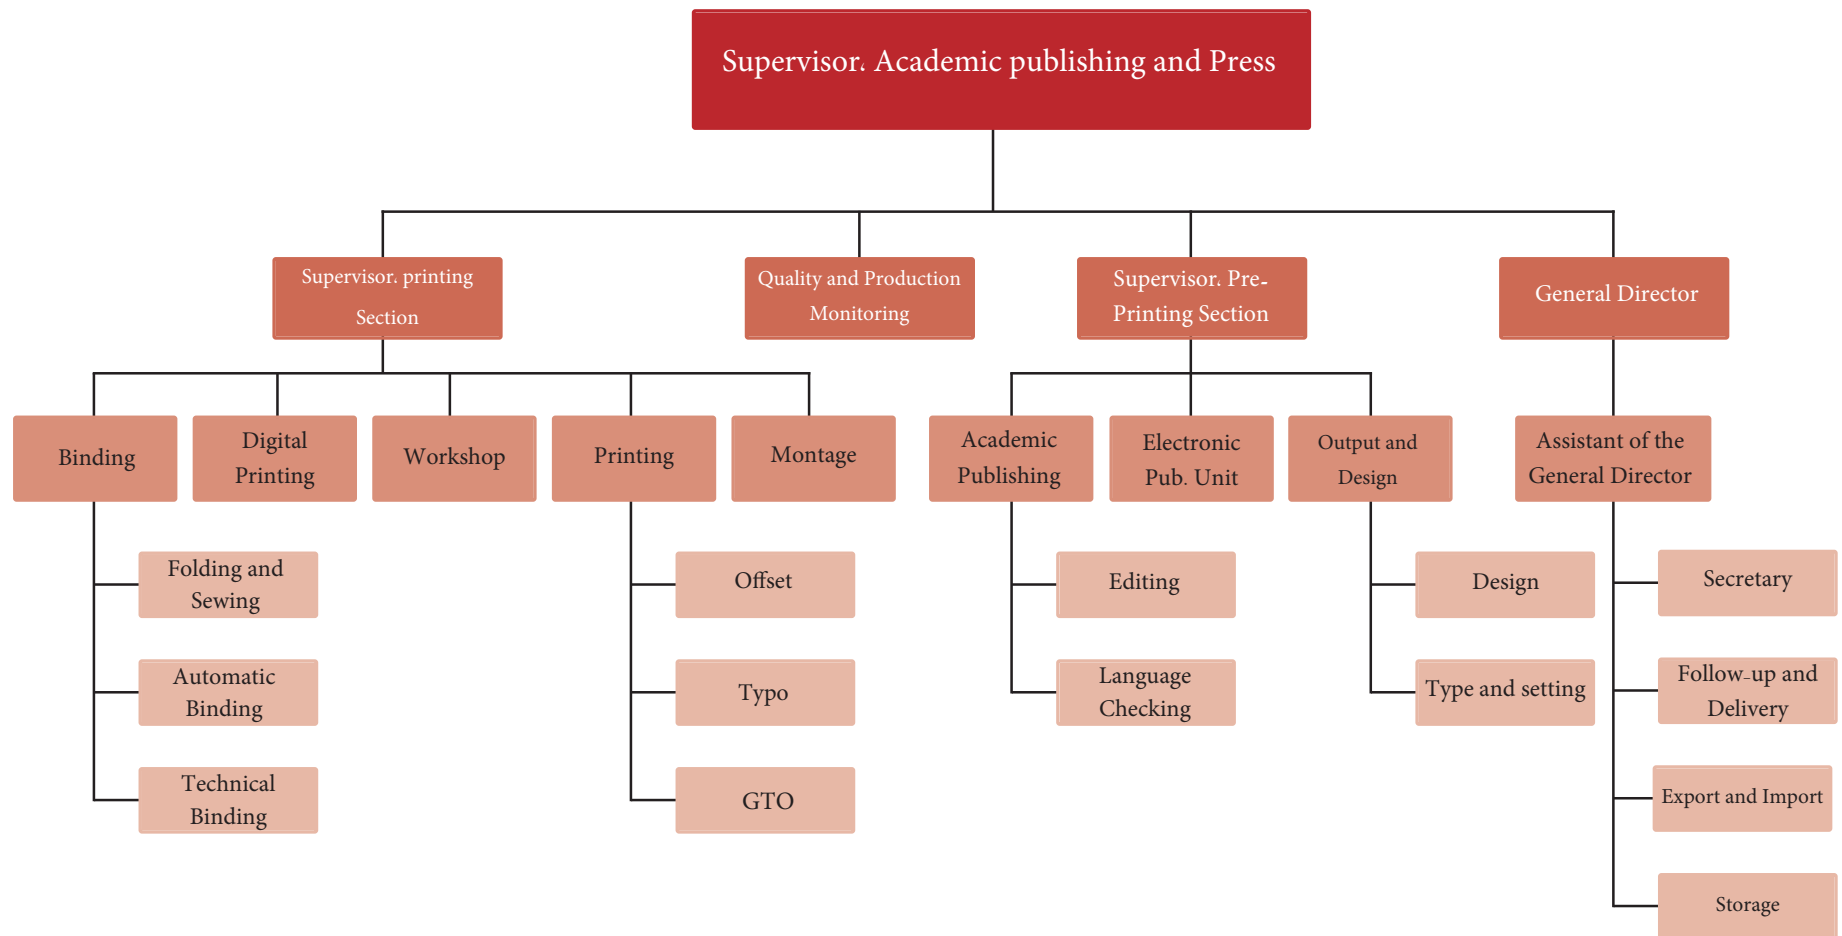 Supervisor، Academic publishing and Press
Supervisor، printing
Section
Quality and Production
Monitoring
Supervisor، Pre-
Printing Section
General Director
Binding
Digital
Printing
Workshop
Printing
Montage
Academic
Publishing
Electronic
Pub. Unit
Output and
Design
Assistant of the
General Director
Folding and
Sewing
Automatic
Binding
Technical
Binding
Offset
Typo
GTO
Editing
Language
Checking
Design
Type and setting
Secretary
Follow-up and
Delivery
Export and Import
Storage